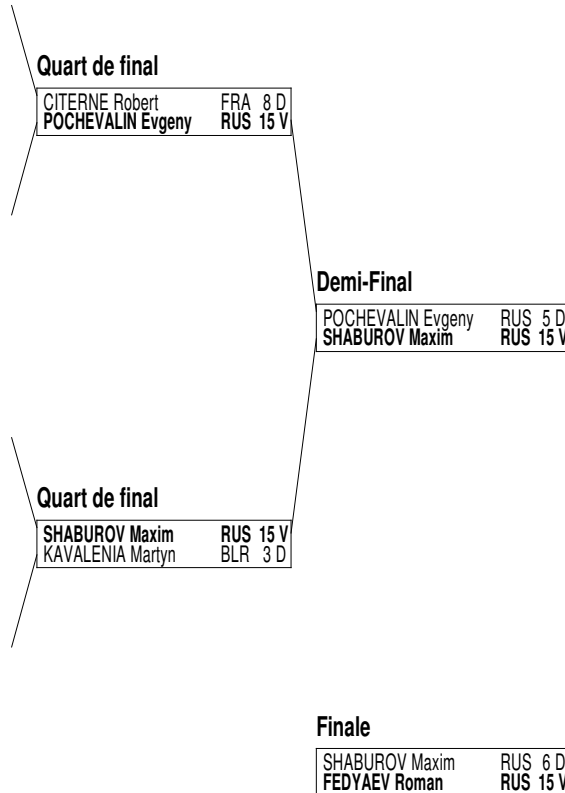 Quart de final
CITERNE Robert FRA 8 D
POCHEVALIN Evgeny RUS 15 V
Demi-Final
POCHEVALIN Evgeny RUS 5 D
SHABUROV Maxim RUS 15 V
Quart de final
SHABUROV Maxim RUS 15 V
KAVALENIA Martyn BLR 3 D
Finale
SHABUROV Maxim RUS 6 D
FEDYAEV Roman RUS 15 V